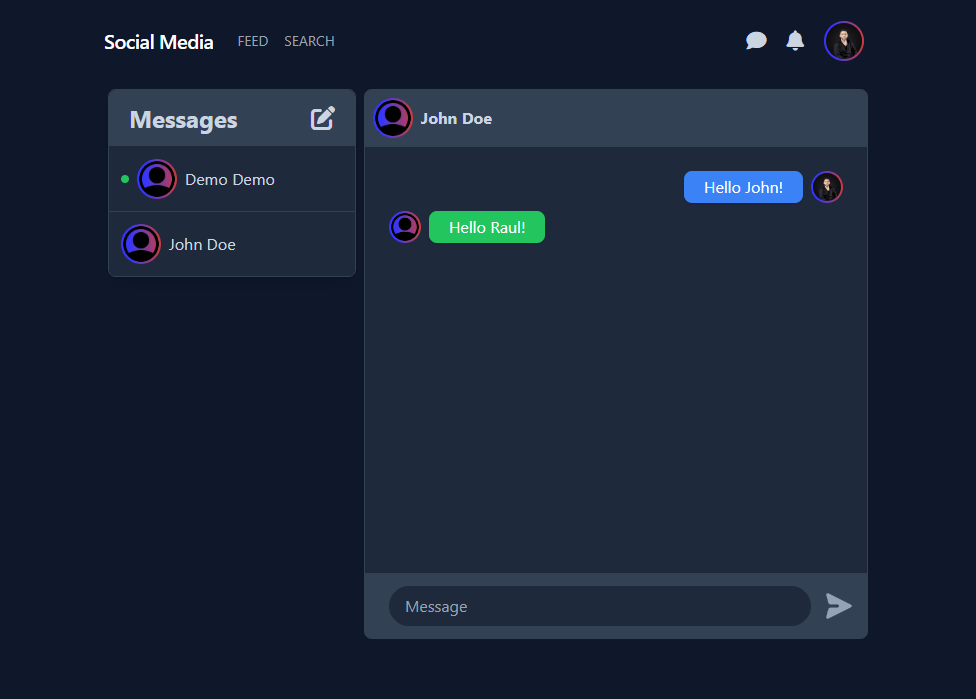 Social Media FEED SEARCH
Messages
Demo Demo
John Doe
John Doe
Hello John!
Hello Raul!
Message